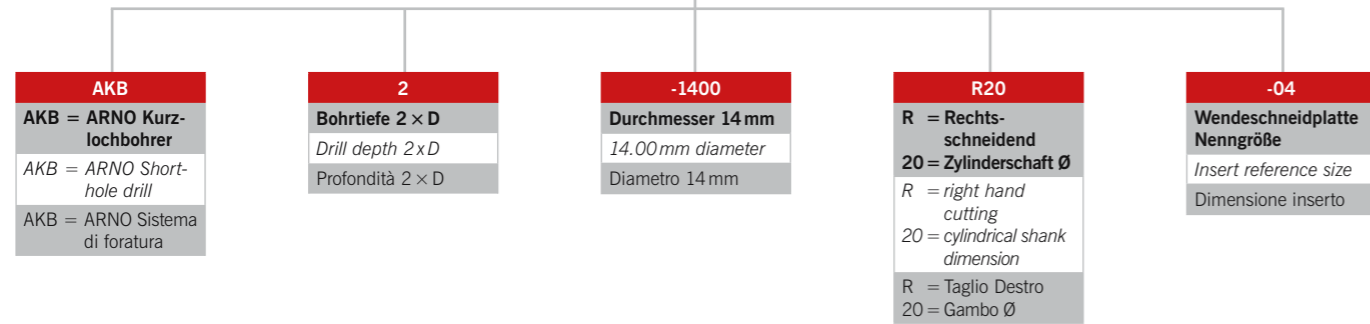 AKB
AKB = ARNO Kurz-
lochbohrer
AKB = ARNO Short-
hole drill
AKB = ARNO Sistema
di foratura
2
Bohrtiefe 2 × D
Drill depth 2 x D
Profondità 2 × D
-1400
Durchmesser 14 mm
14.00 mm diameter
Diametro 14 mm
R20
R = Rechts-
schneidend
20 = Zylinderschaft Ø
R = right hand
cutting
20 = cylindrical shank
dimension
R = Taglio Destro
20 = Gambo Ø
-04
Wendeschneidplatte
Nenngröße
Insert reference size
Dimensione inserto